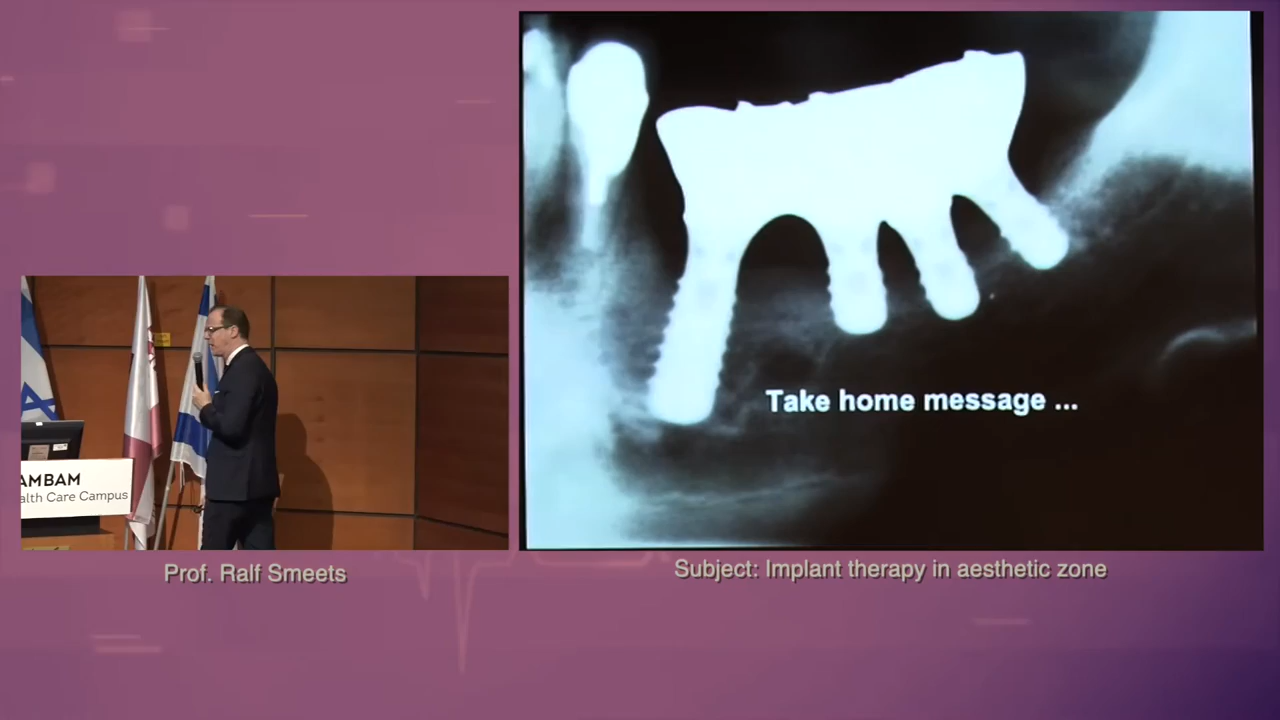 Take home message ...
AMBAM
alth Care Campus
Prof. Ralf Smeets
Subject: Implant therapy in aesthetic zone